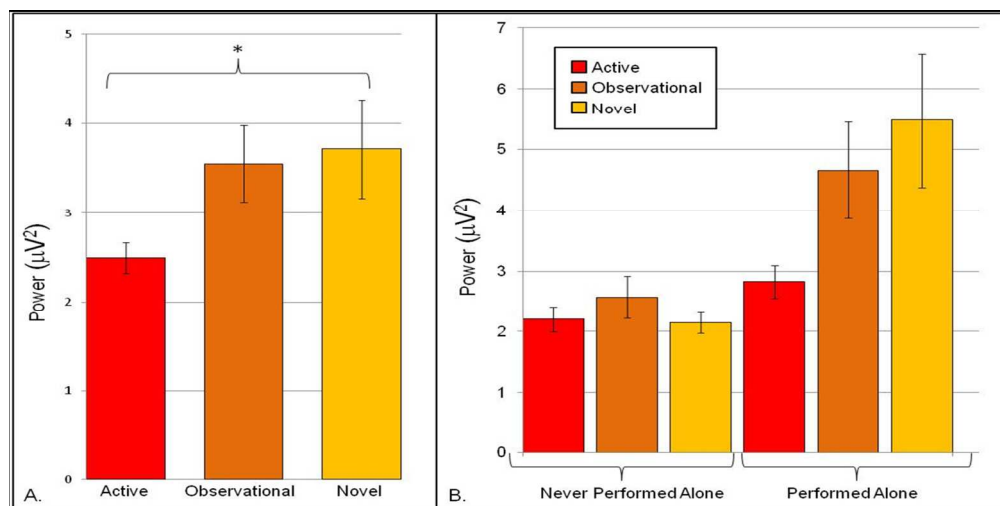 5
4
3
2
1
0
Power (µV²)
*
Active Observational Novel
A.
7
6
5
4
3
2
1
0
Power (µV²)
Active
Observational
Novel
Never Performed Alone Performed Alone
B.